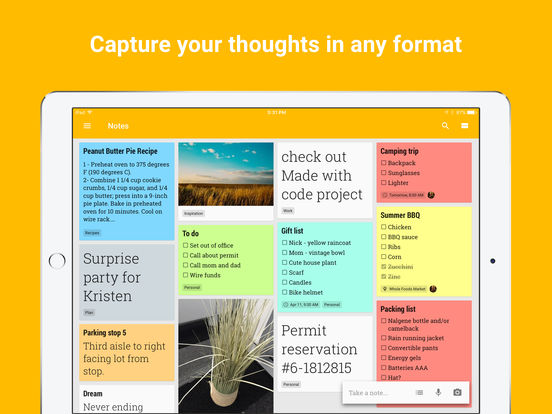 Capture your thoughts in any format
iPad
5:31 PM
Notes
Peanut Butter Pie Recipe
1 - Preheat oven to 375 degrees
F (190 degrees C).
2- Combine 1 1/4 cup cookie
crumbs, 1/4 cup sugar, and 1/4
cup butter; press into a 9-inch
pie plate. Bake in preheated
oven for 10 minutes. Cool on
wire rack....
Recipes
Surprise
party for
Kristen
Plan
Parking stop 5
Third aisle to right
facing lot from
stop.
Dream
Never ending
Inspiration
To do
Set out of office
Call about permit
Call mom and dad
Wire funds
Personal
check out
Made with
code project
Work
Gift list
Nick - yellow raincoat
Mom - vintage bowl
Cute house plant
Scarf
Candles
Bike helmet
Apr 11, 9:00 AM
Personal
Permit
reservation
#6-1812815
Personal
Camping trip
Backpack
Sunglasses
Lighter
Tomorrow, 8:00 AM
Summer BBQ
Chicken
BBQ sauce
Ribs
Corn
Zucchini
Zinc
Whole Foods Market
Packing list
Nalgene bottle and/or
camelback
Rain running jacket
Convertible pants
Energy gels
Batteries AAA
Hat?
Take a note...